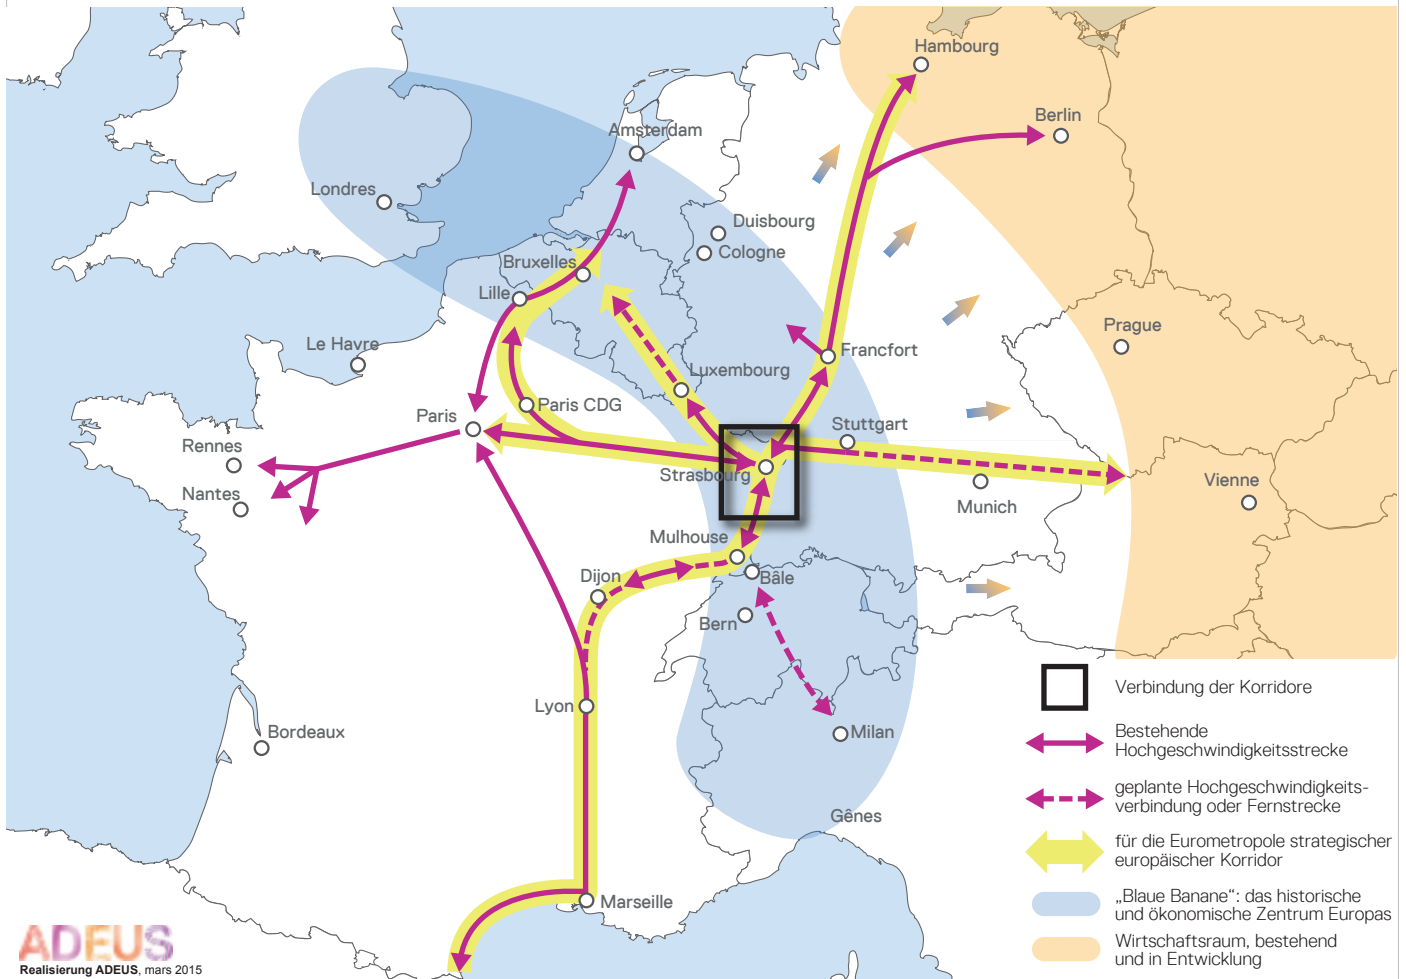 Hambourg
Berlin
Amsterdam
Londres
Duisbourg
Cologne
Bruxelles
Lille
Prague
Le Havre
Francfort
Luxembourg
Paris CDG
Paris
Stuttgart
Rennes
Strasbourg
Vienne
Nantes
Munich
Mulhouse
Dijon
Bâle
Bern
Lyon
Bordeaux
Milan
Gênes
Marseille
Verbindung der Korridore
Bestehende
Hochgeschwindigkeitsstrecke
geplante Hochgeschwindigkeits-
verbindung oder Fernstrecke
für die Eurometropole strategischer
europäischer Korridor
„Blaue Banane“: das historische
und ökonomische Zentrum Europas
Wirtschaftsraum, bestehend
und in Entwicklung
ADEUS
Realisierung ADEUS, mars 2015